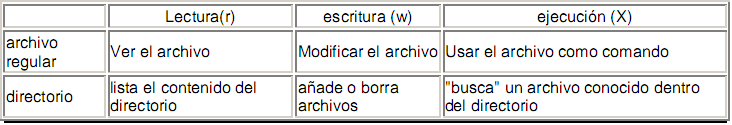 Lectura(r) escritura (w) ejecución (X)
archivo regular Ver el archivo Modificar el archivo Usar el archivo como comando
directorio lista el contenido del directorio añade o borra archivos "busca" un archivo conocido dentro del directorio